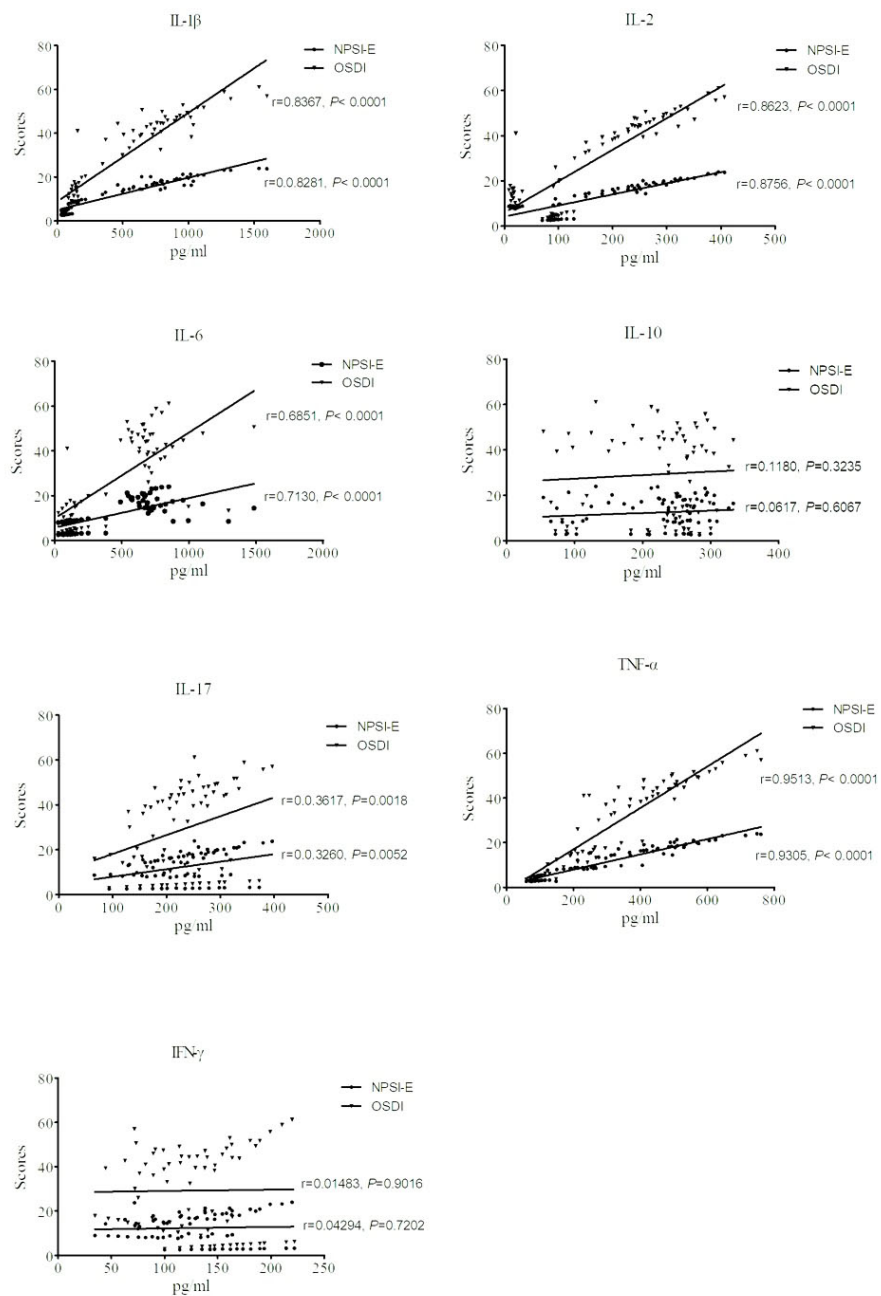 IL-1β
80
60
40
20
0
Scores
0 500 1000 1500 2000
pg/ml
NPSI-E
OSDI
r=0.8367, P< 0.0001
r=0.0.8281, P< 0.0001
IL-2
80
60
40
20
0
Scores
0 100 200 300 400 500
pg/ml
NPSI-E
OSDI
r=0.8623, P< 0.0001
r=0.8756, P< 0.0001
IL-6
80
60
40
20
0
Scores
0 500 1000 1500 2000
pg/ml
NPSI-E
OSDI
r=0.6851, P< 0.0001
r=0.7130, P< 0.0001
IL-10
80
60
40
20
0
Scores
0 100 200 300 400
pg/ml
NPSI-E
OSDI
r=0.1180, P=0.3235
r=0.0617, P=0.6067
IL-17
80
60
40
20
0
Scores
0 100 200 300 400 500
pg/ml
NPSI-E
OSDI
r=0.0.3617, P=0.0018
r=0.0.3260, P=0.0052
TNF-α
80
60
40
20
0
Scores
0 200 400 600 800
pg/ml
NPSI-E
OSDI
r=0.9513, P< 0.0001
r=0.9305, P< 0.0001
IFN-γ
80
60
40
20
0
Scores
0 50 100 150 200 250
pg/ml
NPSI-E
OSDI
r=0.01483, P=0.9016
r=0.04294, P=0.7202